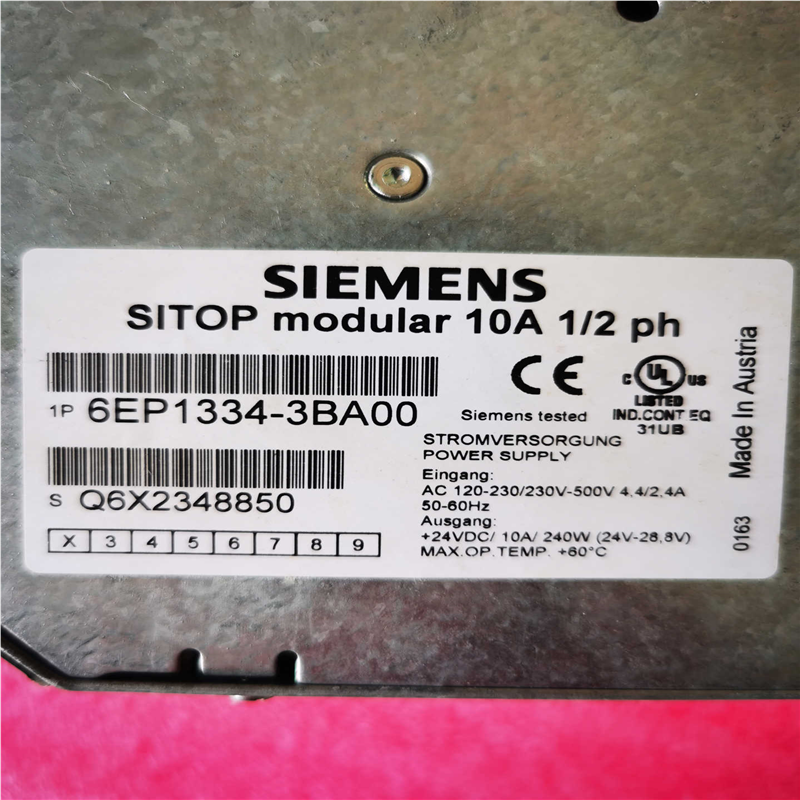 SIEMENS
SITOP modular 10A 1/2 ph
1P 6EP1334-3BA00
S Q6X2348850
X 3 4 5 6 7 8 9
CE
Siemens tested
C UL US
LISTED
IND.CONT EQ
31UB
STROMVERSORGUNG
POWER SUPPLY
Eingang:
AC 120-230/230V-500V 4,4/2,4A
50-60Hz
Ausgang:
+24VDC/ 10A/ 240W (24V-28,8V)
MAX.OP.TEMP. +60°C
0163 Made In Austria